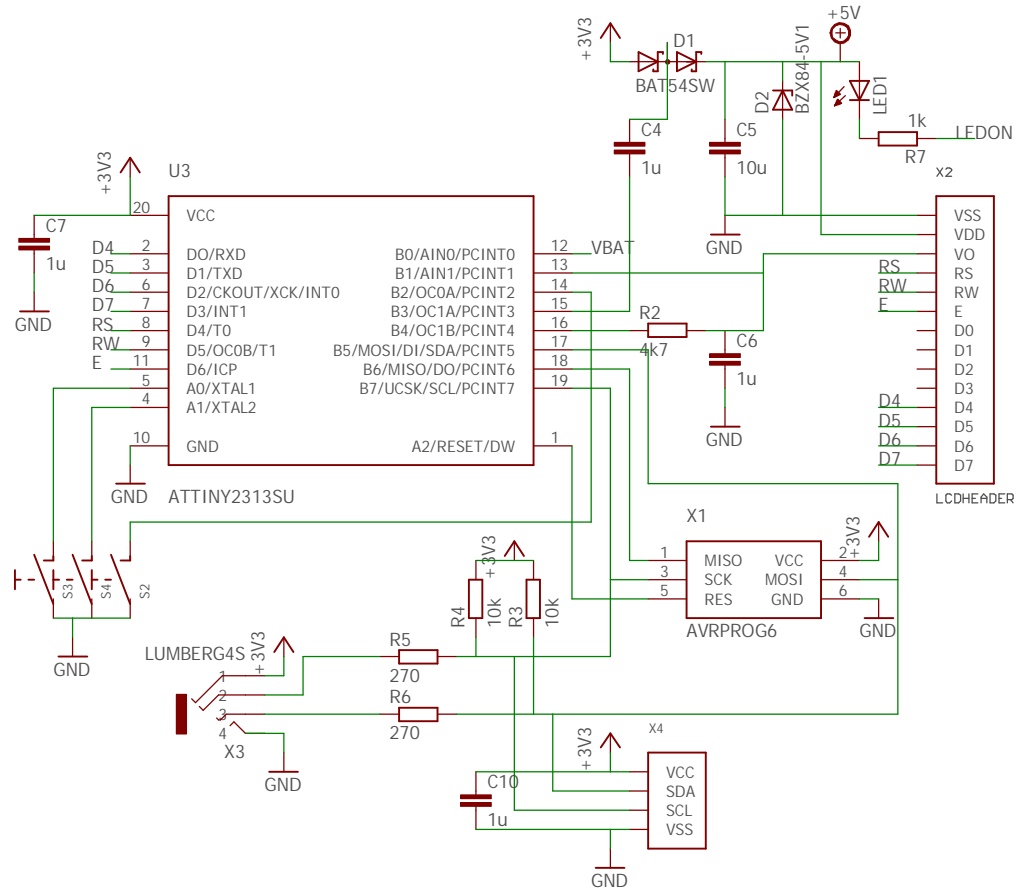 +5V
+3V3
D1
BAT54SW
D2
BZX84-5V1
LED1
1k
LEDON
R7
C4
1u
C5
10u
GND
X2
+3V3
U3
C7
1u
GND
20 VCC
D4 2 DO/RXD
D5 3 D1/TXD
D6 6 D2/CKOUT/XCK/INT0
D7 7 D3/INT1
RS 8 D4/T0
RW 9 D5/OC0B/T1
E 11 D6/ICP
5 A0/XTAL1
4 A1/XTAL2
10 GND
GND
ATTINY2313SU
B0/AIN0/PCINT0 12 VBAT
B1/AIN1/PCINT1 13
B2/OC0A/PCINT2 14
B3/OC1A/PCINT3 15
B4/OC1B/PCINT4 16
B5/MOSI/DI/SDA/PCINT5 17
B6/MISO/DO/PCINT6 18
B7/UCSK/SCL/PCINT7 19
A2/RESET/DW 1
R2
4k7
C6
1u
GND
VSS
VDD
VO
RS RS
RW RW
E E
D0
D1
D2
D3
D4 D4
D5 D5
D6 D6
D7 D7
LCDHEADER
S3
S4
S2
GND
X1
+3V3
1 MISO VCC 2
3 SCK MOSI 4
5 RES GND 6
AVRPROG6
GND
+3V3
R4
10k
R3
10k
LUMBERG4S
+3V3
1
2
3
4
X3
GND
R5
270
R6
270
+3V3
X4
C10
1u
VCC
SDA
SCL
VSS
GND